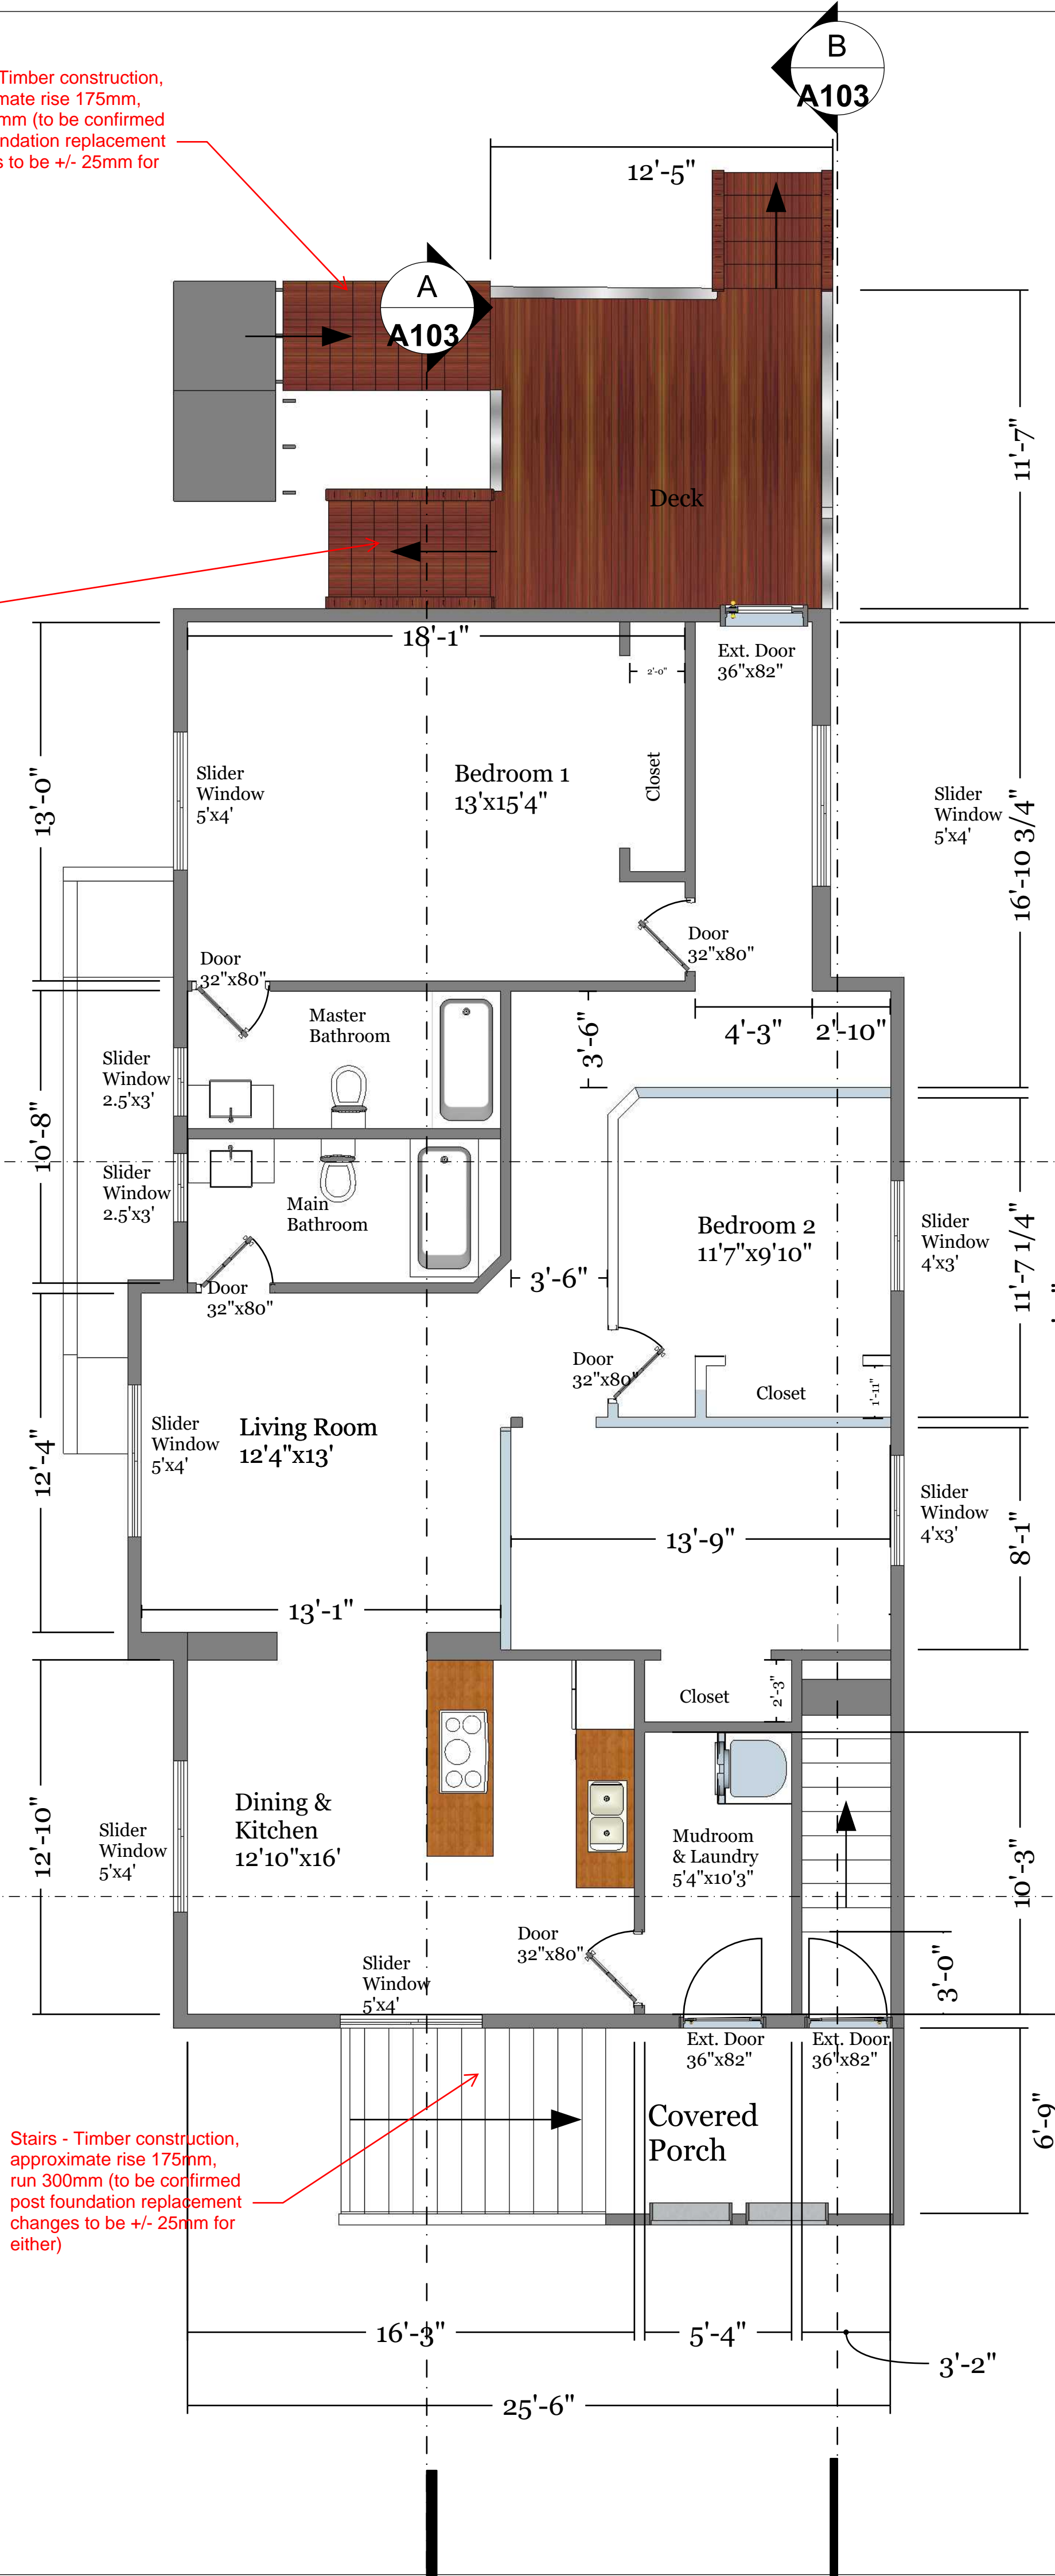 B
A103
Timber construction,
rise 175mm,
(to be confirmed
replacement
to be +/- 25mm for
12'-5"
A
A103
11'-7"
Deck
18'-1"
2'-0"
Ext. Door
36"x82"
13'-0"
Slider
Window
5'x4'
Bedroom 1
13'x15'4"
Closet
Slider
Window
5'x4'
16'-10 3/4"
Door
32"x80"
Door
32"x80"
Master
Bathroom
3'-6"
4'-3"
2'-10"
Slider
Window
2.5'x3'
10'-8"
Slider
Window
2.5'x3'
Main
Bathroom
Bedroom 2
11'7"x9'10"
Slider
Window
4'x3'
11'-7 1/4"
Door
32"x80"
3'-6"
Door
32"x80"
Closet
1'-11"
12'-4"
Slider
Window
5'x4'
Living Room
12'4"x13'
Slider
Window
4'x3'
8'-1"
13'-9"
13'-1"
Closet
2'-3"
12'-10"
Slider
Window
5'x4'
Dining &
Kitchen
12'10"x16'
Mudroom
& Laundry
5'4"x10'3"
10'-3"
Door
32"x80"
3'-0"
Slider
Window
5'x4'
Ext. Door
36"x82"
Ext. Door
36"x82"
Covered
Porch
6'-9"
Stairs - Timber construction,
approximate rise 175mm,
run 300mm (to be confirmed
post foundation replacement
changes to be +/- 25mm for
either)
16'-3"
5'-4"
3'-2"
25'-6"